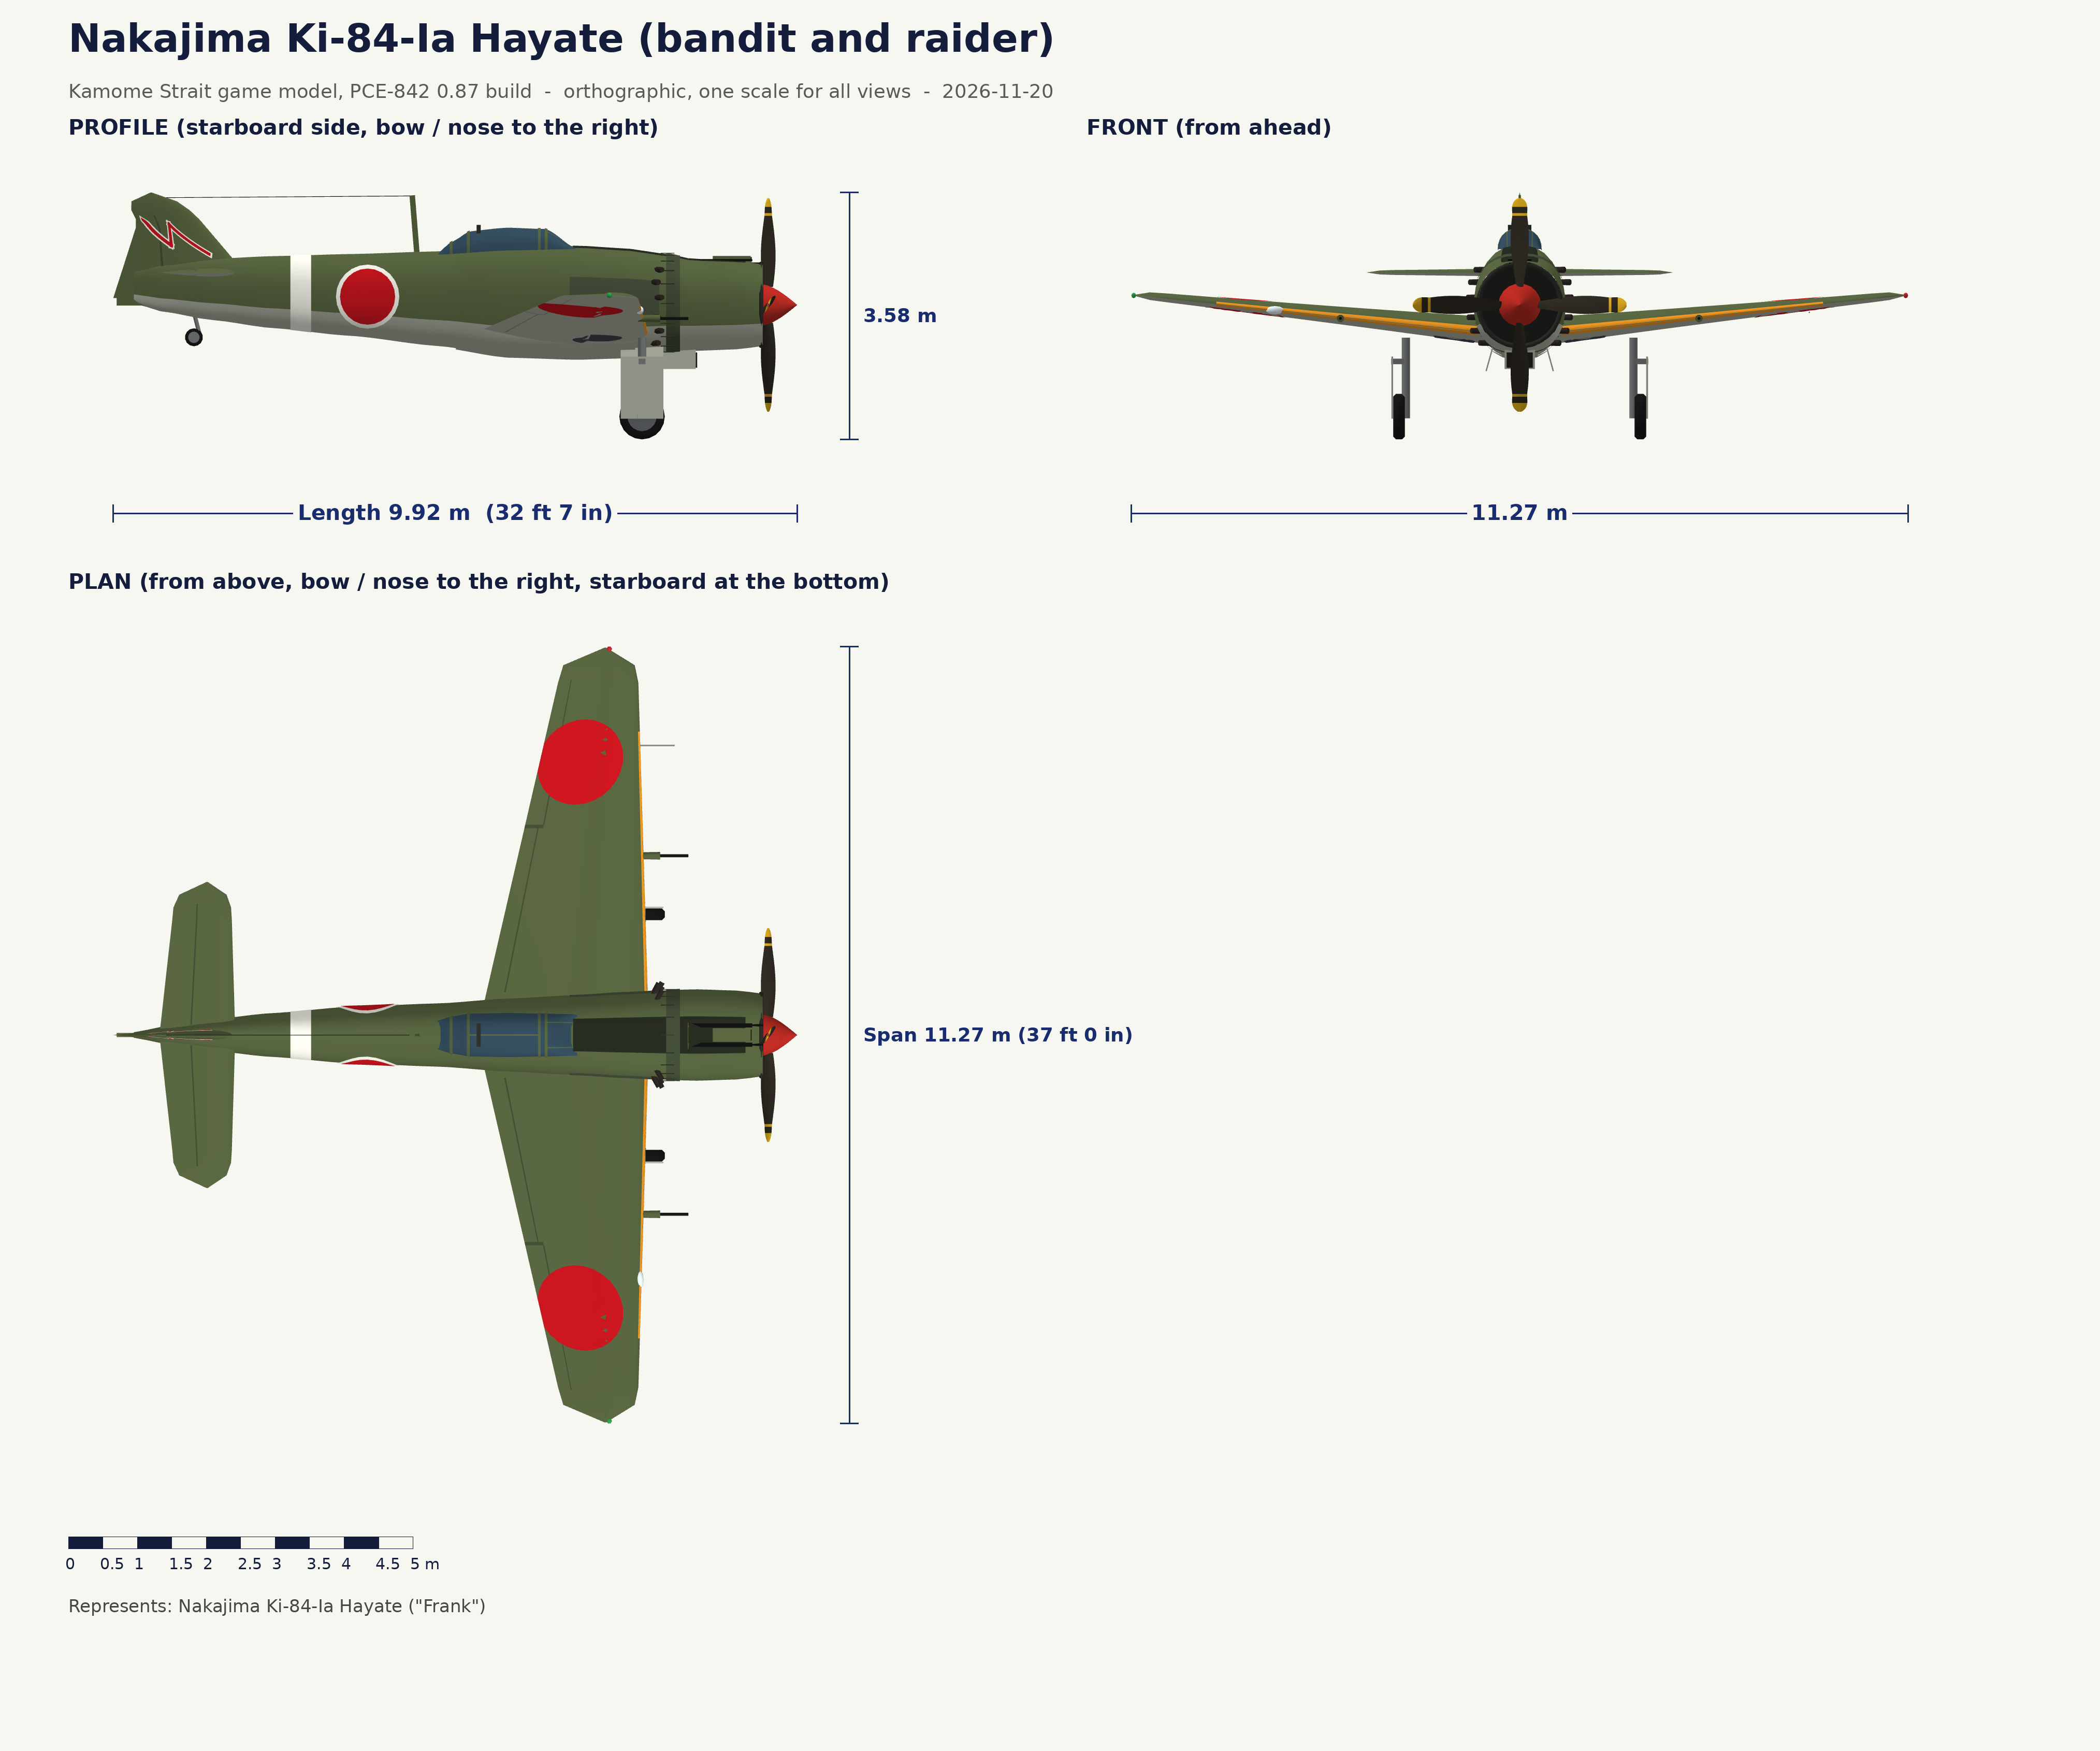 Nakajima Ki-84-Ia Hayate (bandit and raider)
Kamome Strait game model, PCE-842 0.87 build - orthographic, one scale for all views - 2026-11-20
PROFILE (starboard side, bow / nose to the right)
FRONT (from ahead)
3.58 m
Length 9.92 m (32 ft 7 in)
11.27 m
PLAN (from above, bow / nose to the right, starboard at the bottom)
Span 11.27 m (37 ft 0 in)
0 0.5 1 1.5 2 2.5 3 3.5 4 4.5 5 m
Represents: Nakajima Ki-84-Ia Hayate ("Frank")